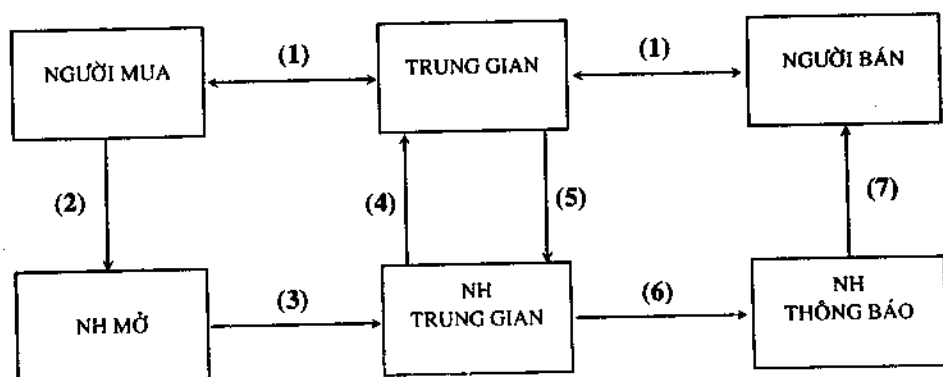 (1)
(1)
NGƯỜI MUA
TRUNG GIAN
NGƯỜI BÁN
(2)
(4)
(5)
(7)
NH MỞ
(3)
NH
TRUNG GIAN
(6)
NH
THÔNG BÁO